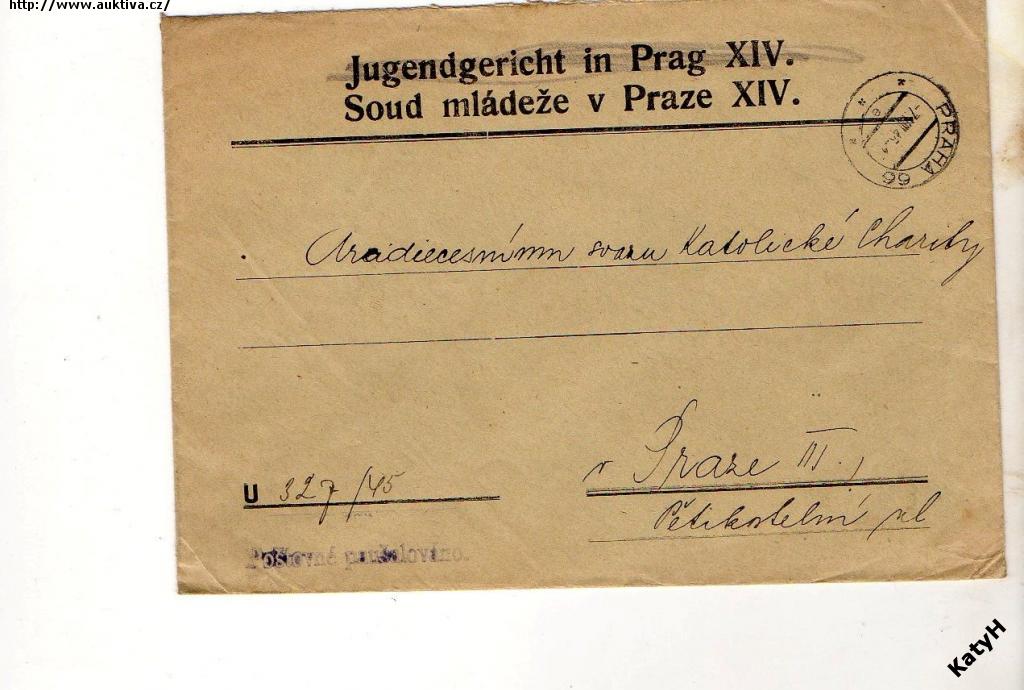 http://www.auktiva.cz/
Jugendgericht in Prag XIV.
Soud mládeže v Praze XIV.
PRAHA 66
Arcidiecesnímu svazu Katolické Charity
v Praze III.,
U 327/45
Pětikostelní ul
Poštovné paušalováno.
KatyH